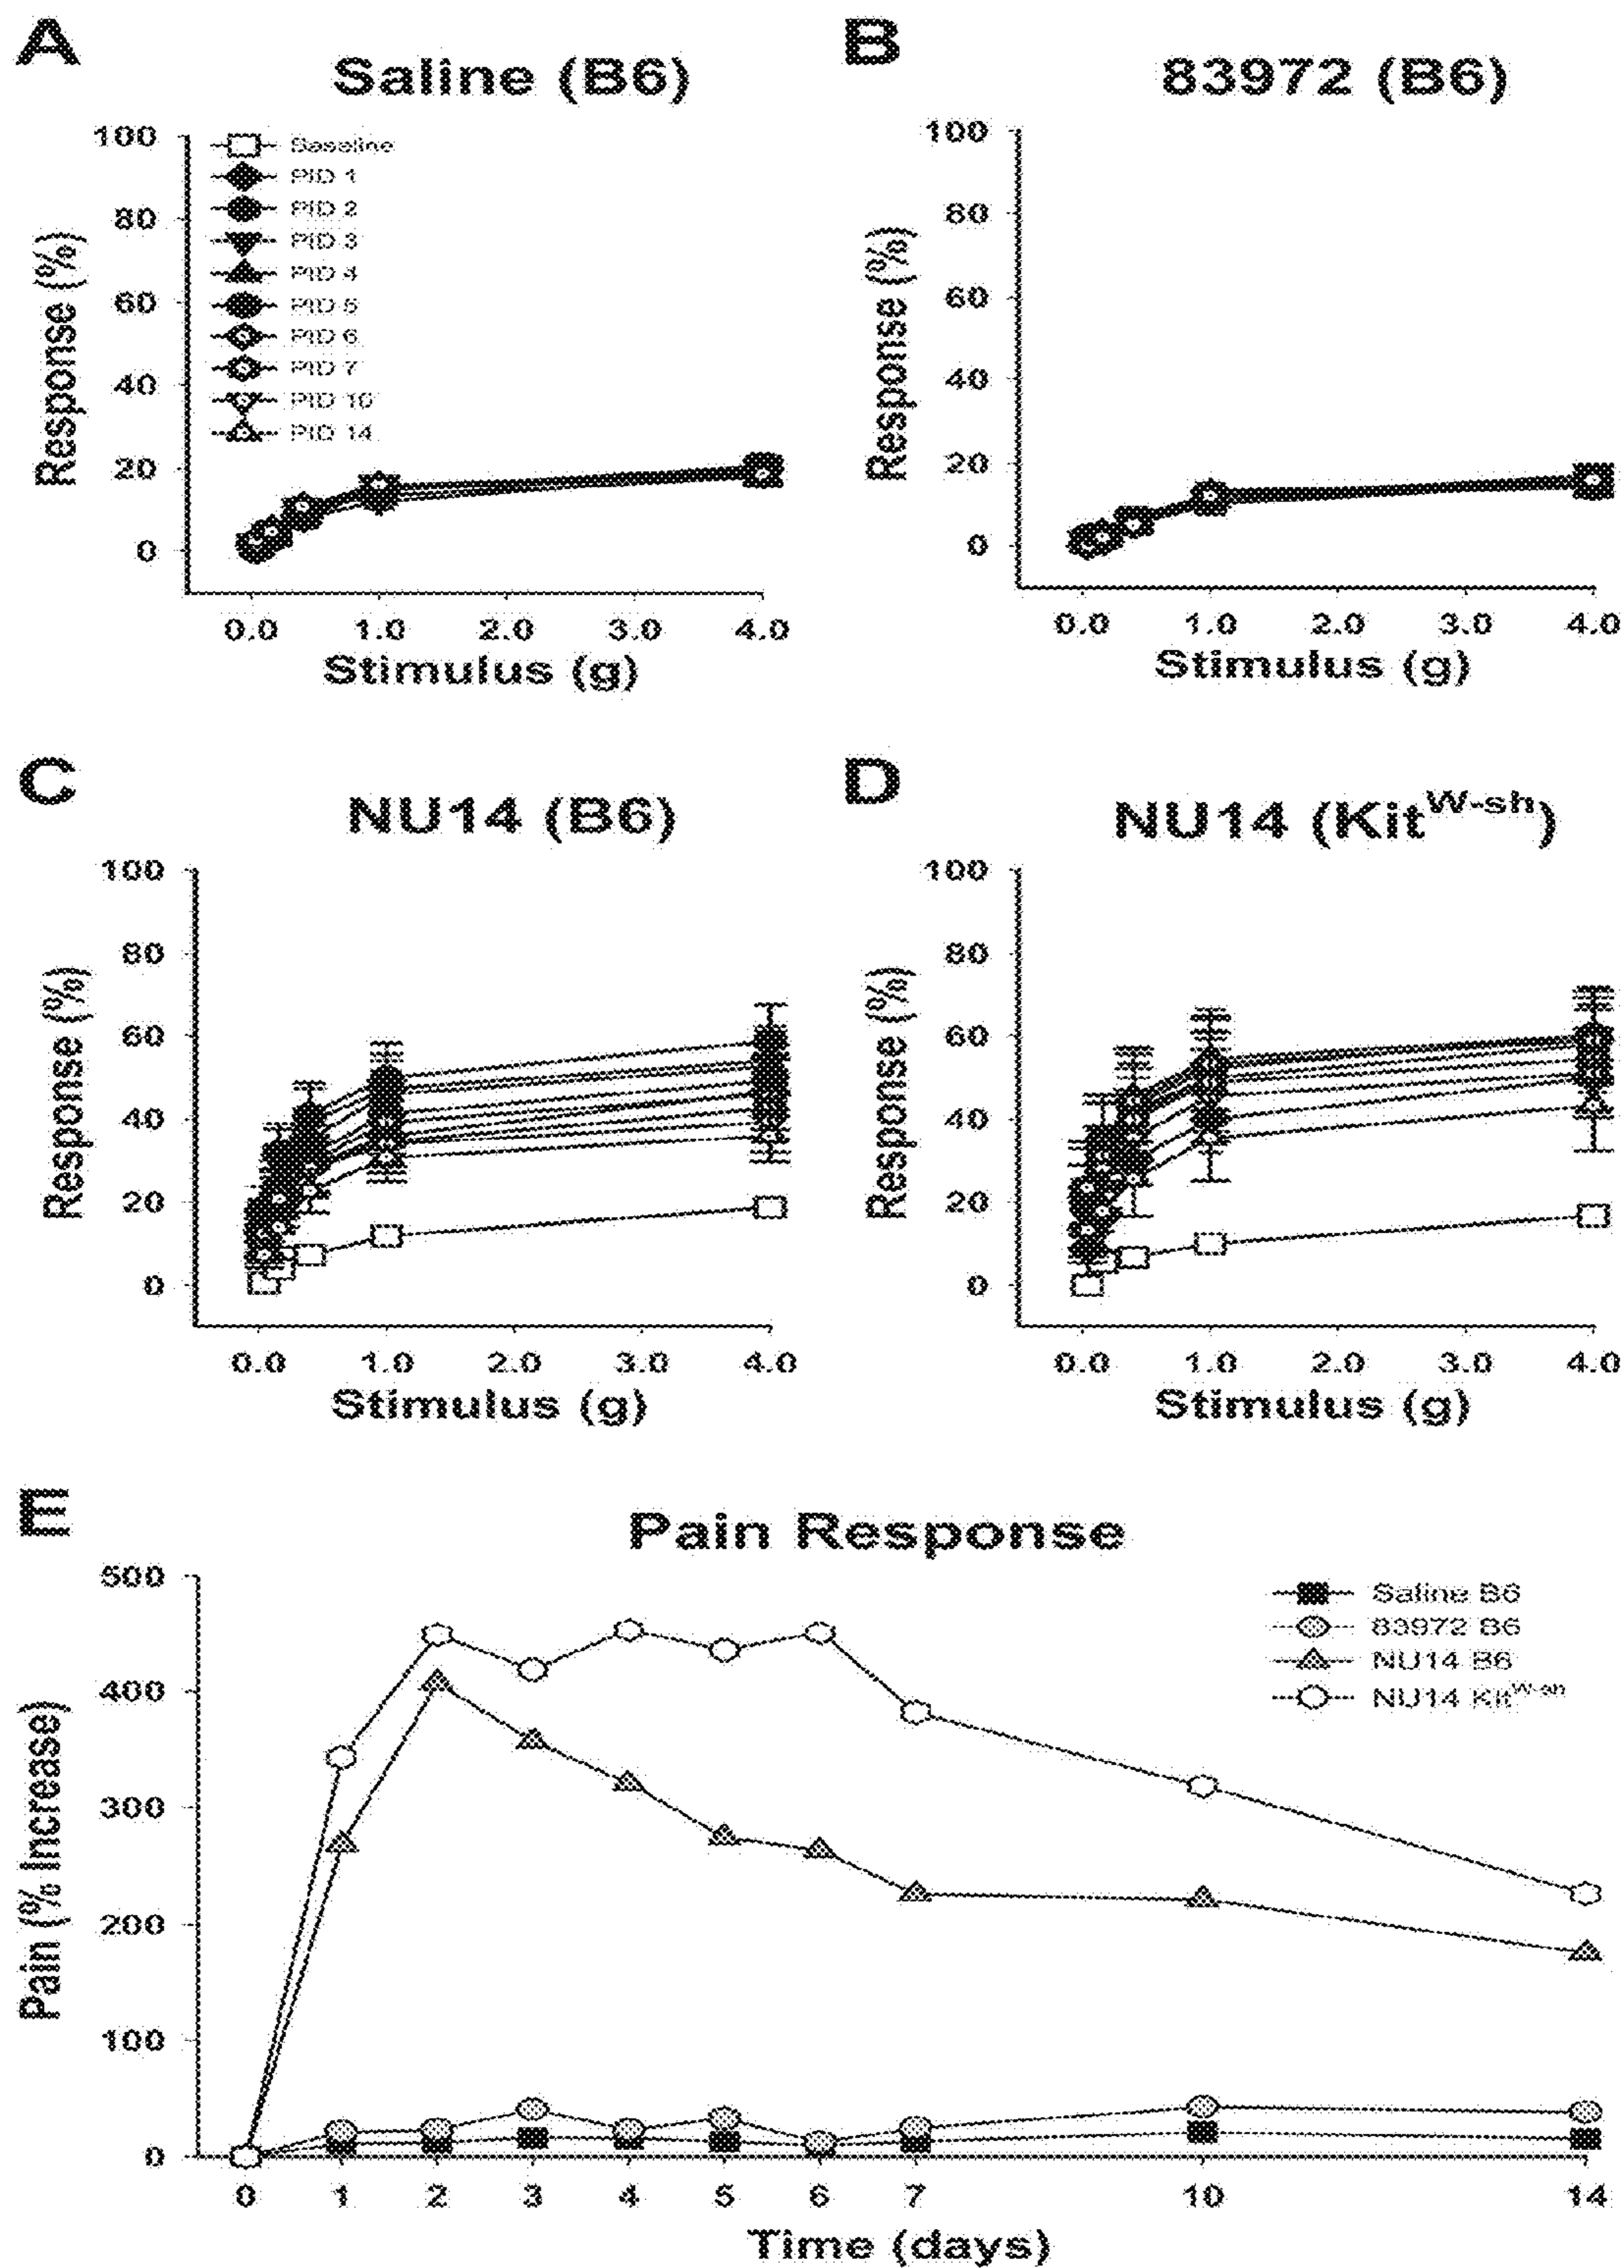 A
Saline (B6)
Response (%)
100
80
60
40
20
0
Baseline
PID 1
PID 2
PID 3
PID 4
PID 5
PID 6
PID 7
PID 10
PID 14
0.0 1.0 2.0 3.0 4.0
Stimulus (g)
B
83972 (B6)
Response (%)
100
80
60
40
20
0
0.0 1.0 2.0 3.0 4.0
Stimulus (g)
C
NU14 (B6)
Response (%)
100
80
60
40
20
0
0.0 1.0 2.0 3.0 4.0
Stimulus (g)
D
NU14 (Kit^W-sh)
Response (%)
100
80
60
40
20
0
0.0 1.0 2.0 3.0 4.0
Stimulus (g)
E
Pain Response
Pain (% Increase)
500
400
300
200
100
0
Saline B6
83972 B6
NU14 B6
NU14 Kit^W-sh
0 1 2 3 4 5 6 7 10 14
Time (days)